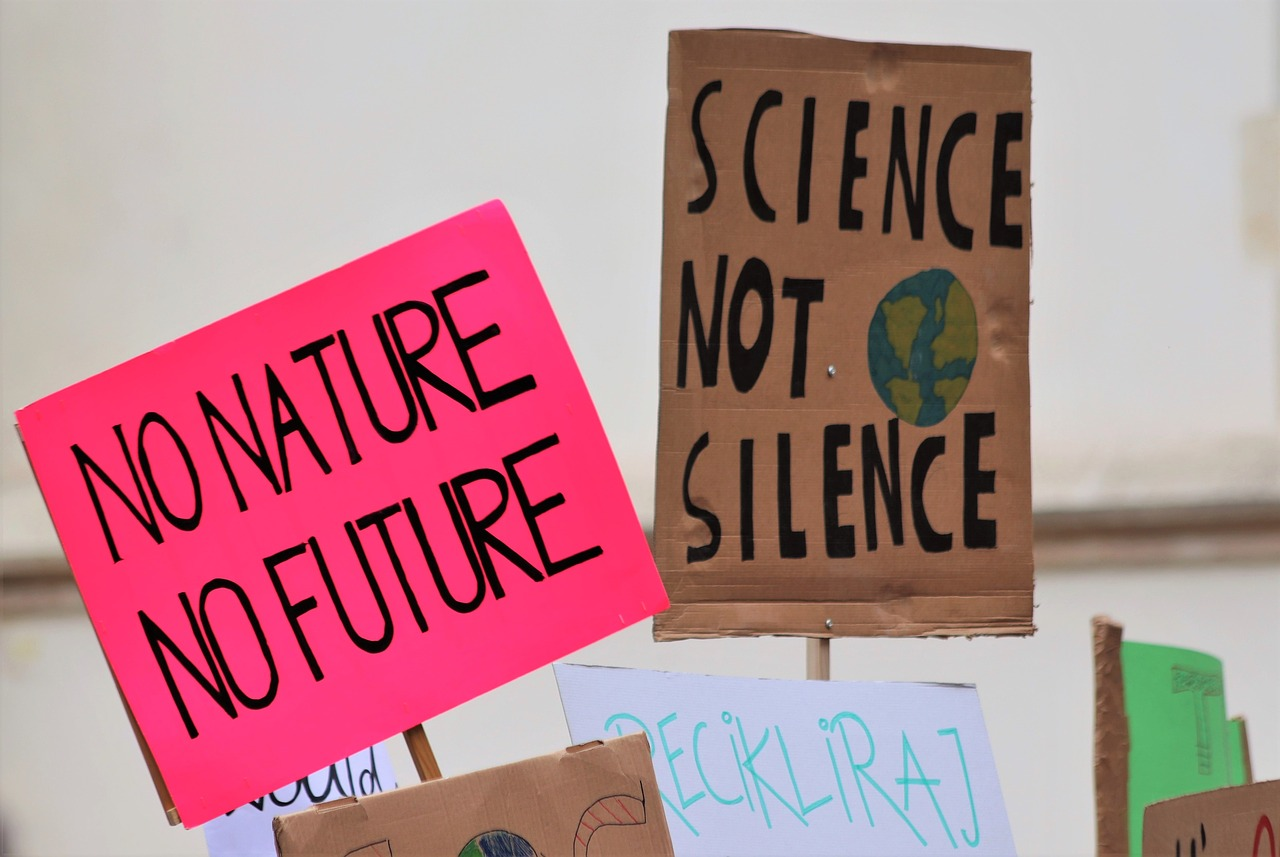 NO NATURE
NO FUTURE
SCIENCE
NOT
SILENCE
RECIKLIRAJ
T